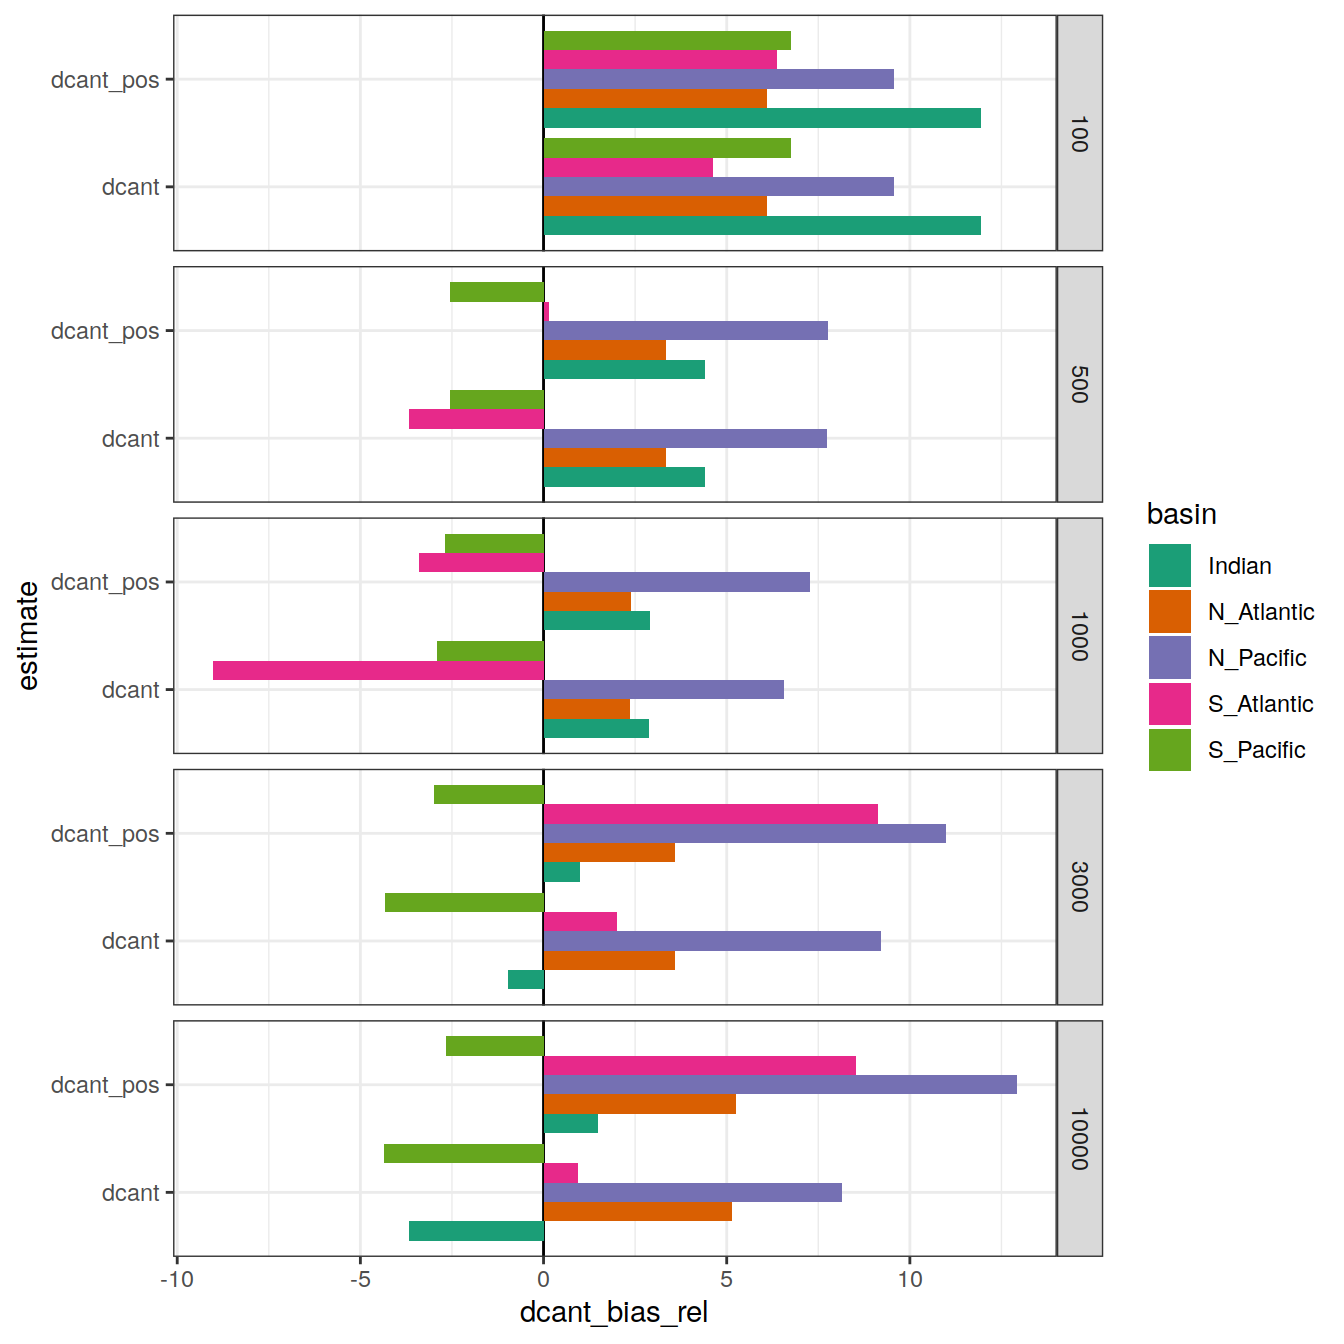 dcant_pos
dcant
100
dcant_pos
dcant
500
dcant_pos
dcant
1000
dcant_pos
dcant
3000
dcant_pos
dcant
10000
-10 -5 0 5 10
dcant_bias_rel
estimate
basin
Indian
N_Atlantic
N_Pacific
S_Atlantic
S_Pacific